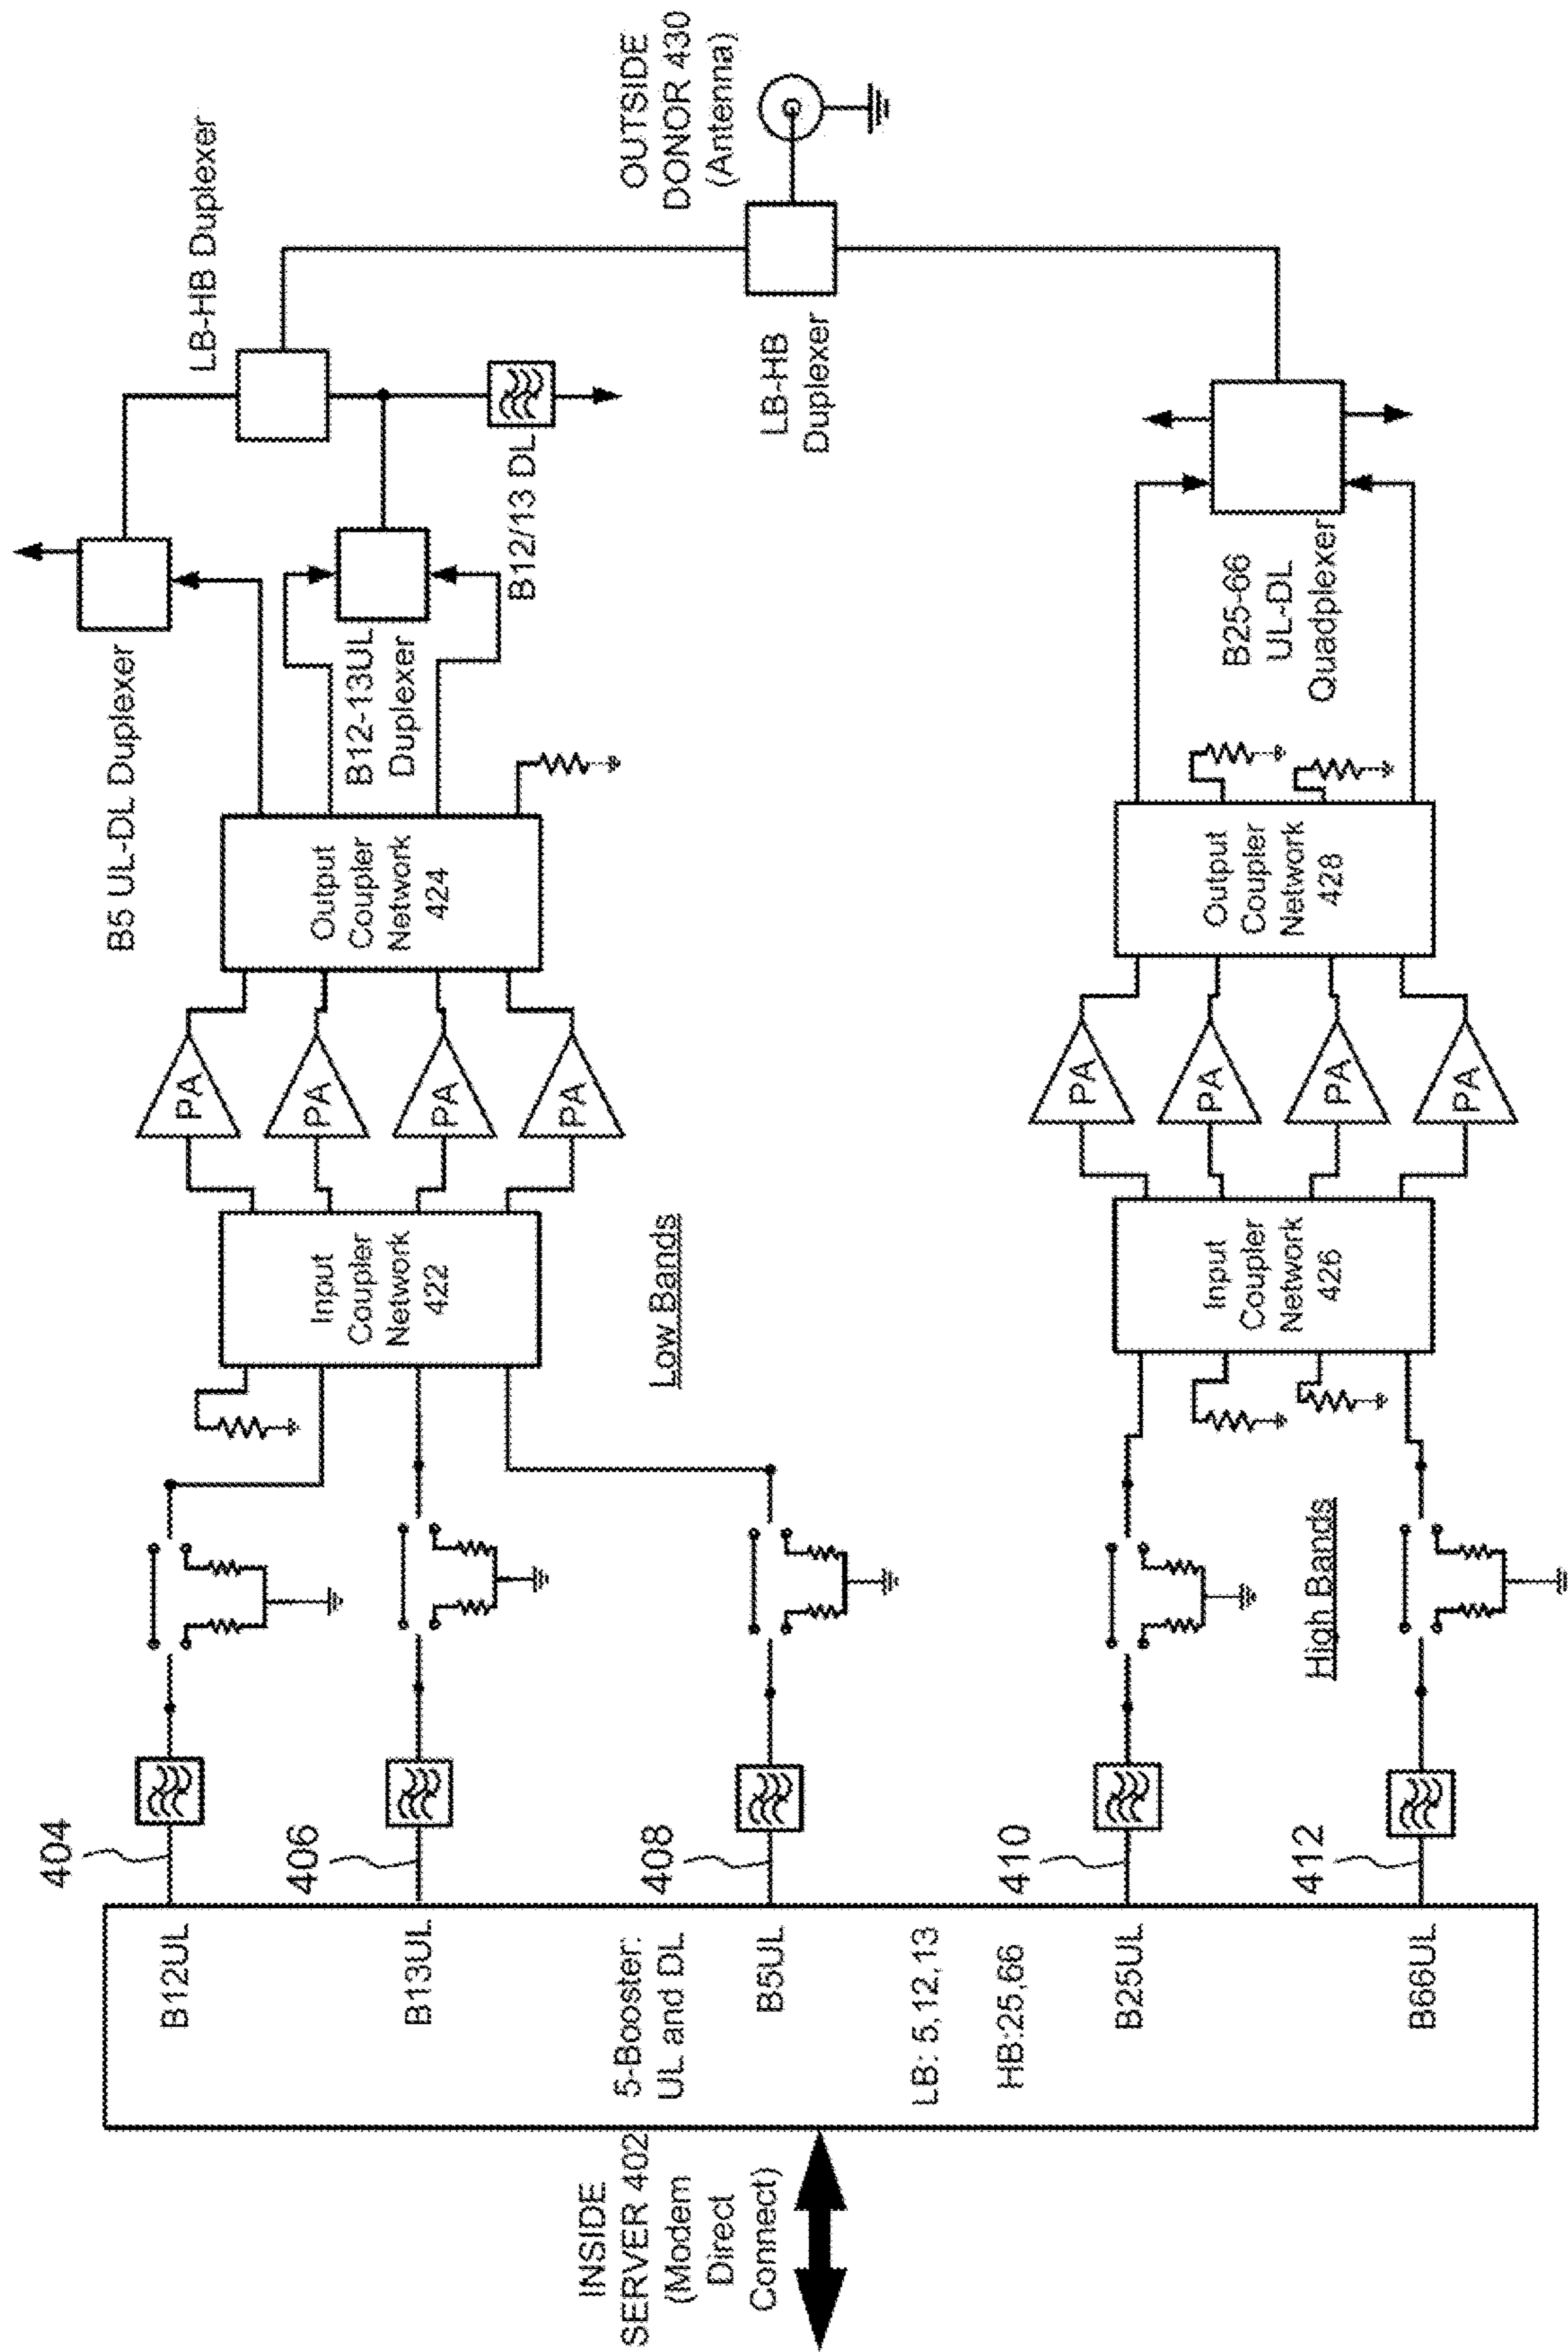 INSIDE
SERVER 402
(Modem
Direct
Connect)
B12UL
B13UL
5-Booster:
UL and DL
B5UL
LB: 5,12,13
HB:25,66
B25UL
B66UL
404
406
408
410
412
Low Bands
High Bands
Input
Coupler
Network
422
Input
Coupler
Network
426
PA
PA
PA
PA
PA
PA
PA
PA
Output
Coupler
Network
424
Output
Coupler
Network
428
B5 UL-DL Duplexer
B12-13UL
Duplexer
B12/13 DL
LB-HB Duplexer
B25-66
UL-DL
Quadplexer
LB-HB
Duplexer
OUTSIDE
DONOR 430
(Antenna)